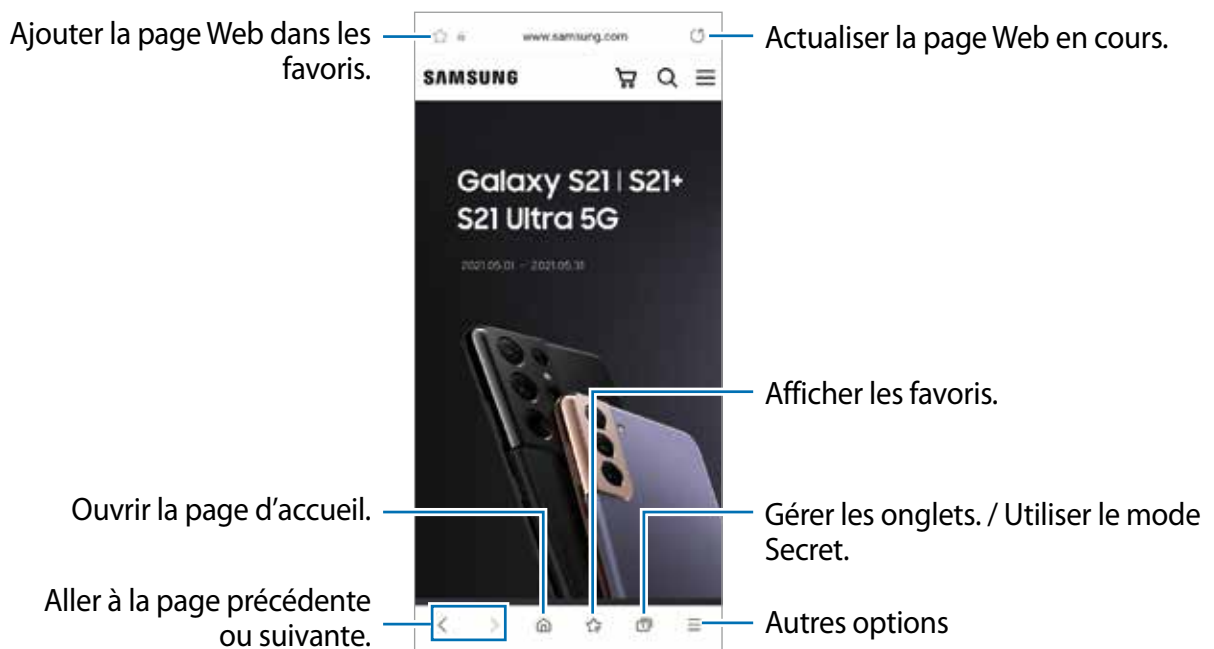 Ajouter la page Web dans les
favoris.
www.samsung.com
Actualiser la page Web en cours.
SAMSUNG
Galaxy S21 | S21+
S21 Ultra 5G
2021.05.01 – 2021.05.31
Afficher les favoris.
Ouvrir la page d’accueil.
Gérer les onglets. / Utiliser le mode
Secret.
Aller à la page précédente
ou suivante.
Autres options